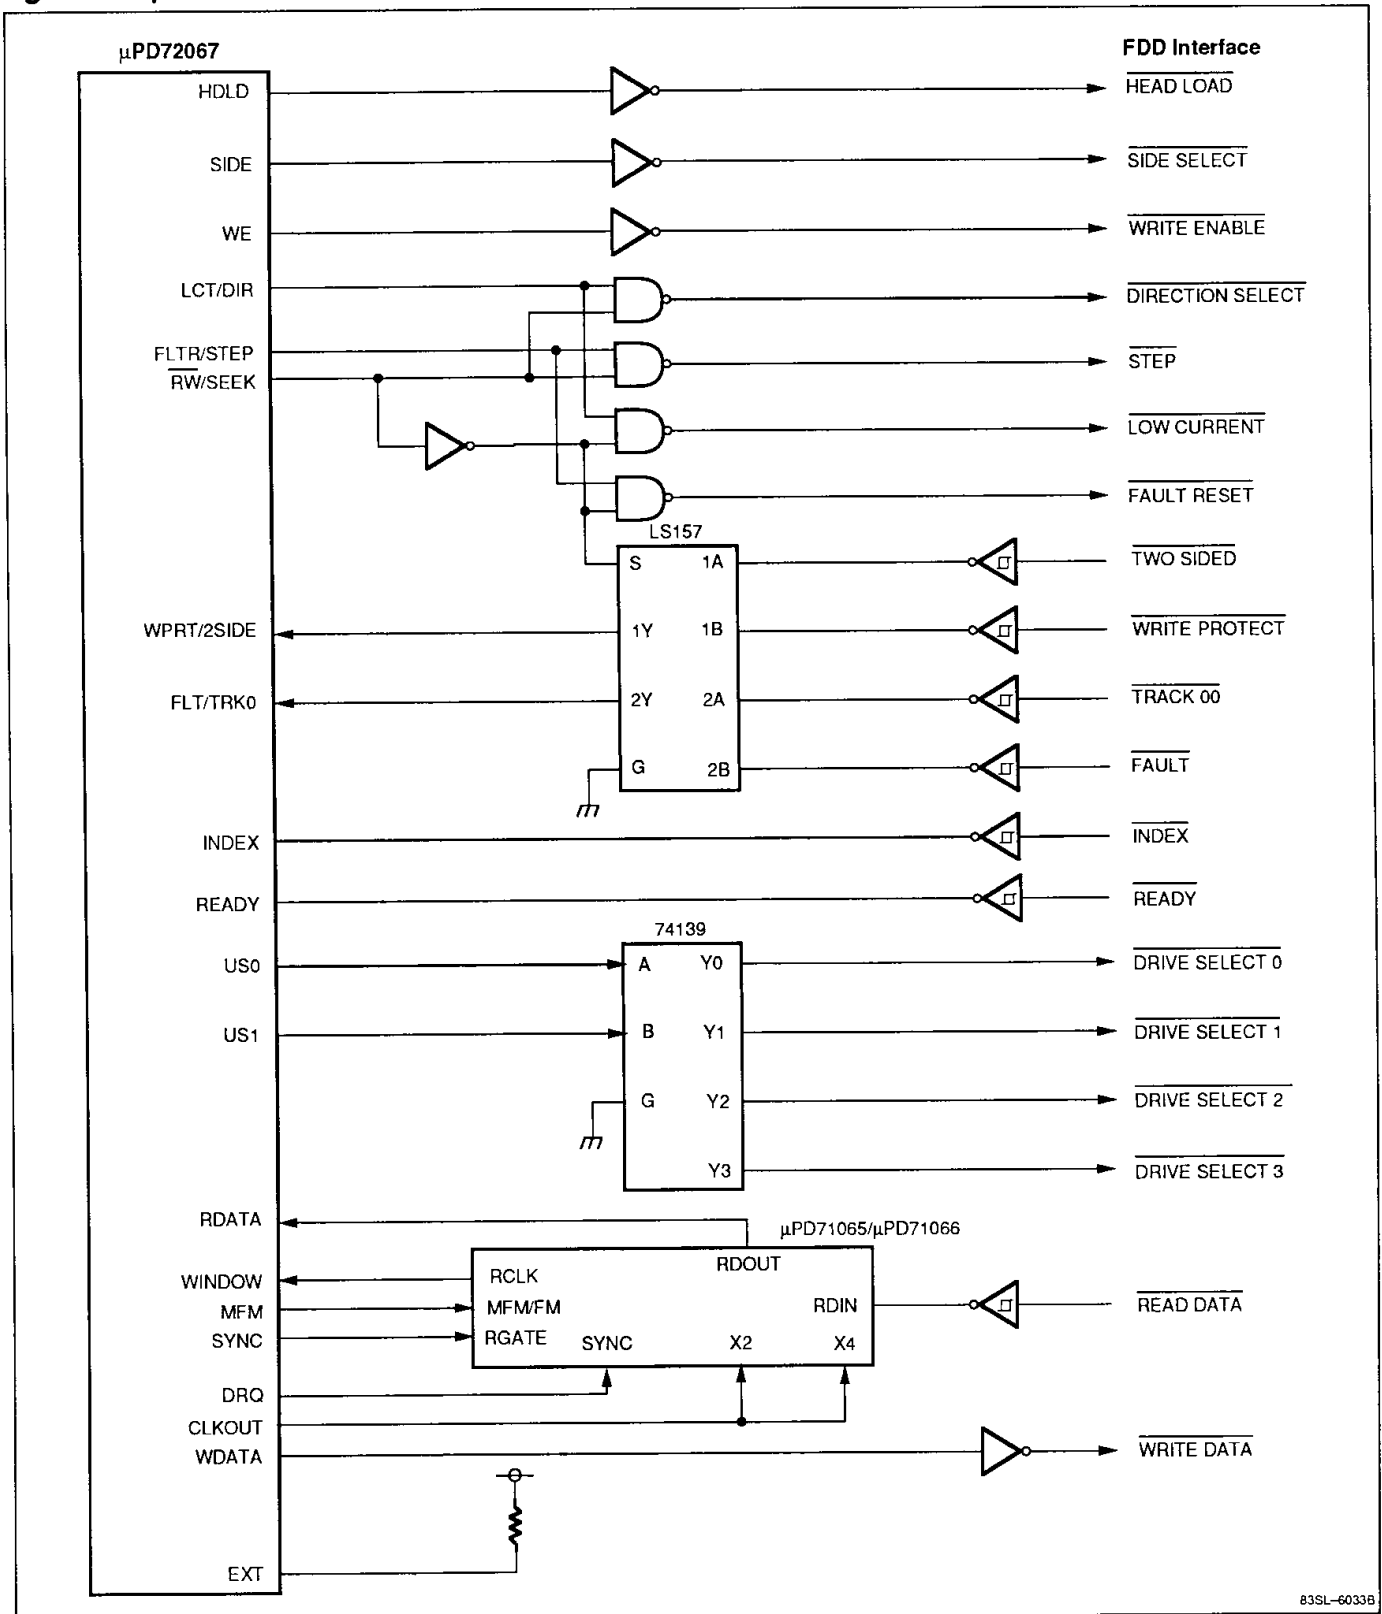 µPD72067
FDD Interface
HDLD
HEAD LOAD
SIDE
SIDE SELECT
WE
WRITE ENABLE
LCT/DIR
DIRECTION SELECT
FLTR/STEP
STEP
RW/SEEK
LOW CURRENT
FAULT RESET
LS157
S
1A
TWO SIDED
WPRT/2SIDE
1Y
1B
WRITE PROTECT
FLT/TRK0
2Y
2A
TRACK 00
G
2B
FAULT
INDEX
INDEX
READY
READY
74139
US0
A
Y0
DRIVE SELECT 0
US1
B
Y1
DRIVE SELECT 1
G
Y2
DRIVE SELECT 2
Y3
DRIVE SELECT 3
RDATA
µPD71065/µPD71066
RDOUT
WINDOW
RCLK
MFM
MFM/FM
RDIN
READ DATA
SYNC
RGATE
SYNC
X2
X4
DRQ
CLKOUT
WDATA
WRITE DATA
EXT
83SL-6033B